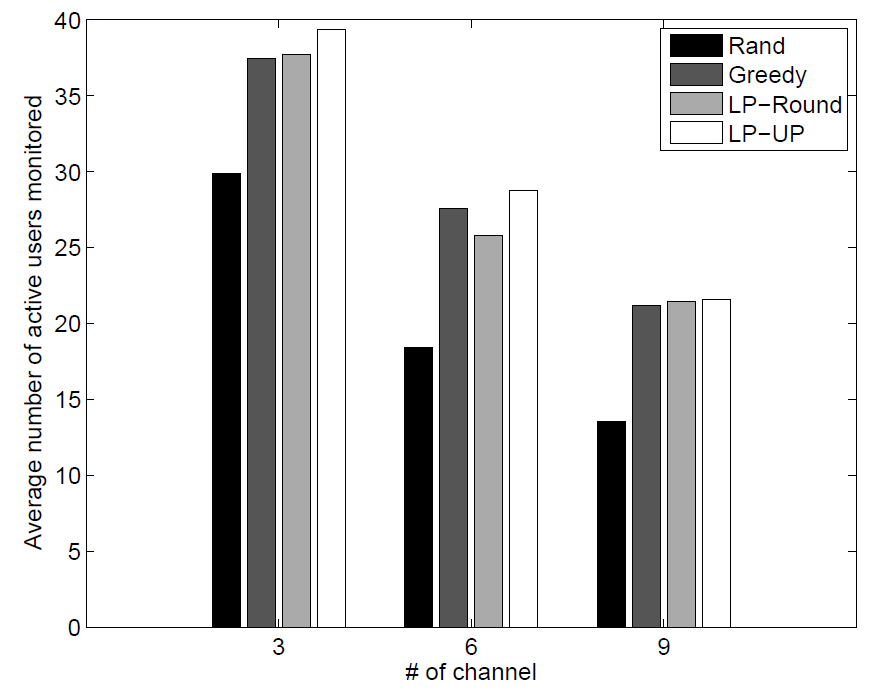 Average number of active users monitored
40
35
30
25
20
15
10
5
0
Rand
Greedy
LP−Round
LP−UP
3 6 9
# of channel